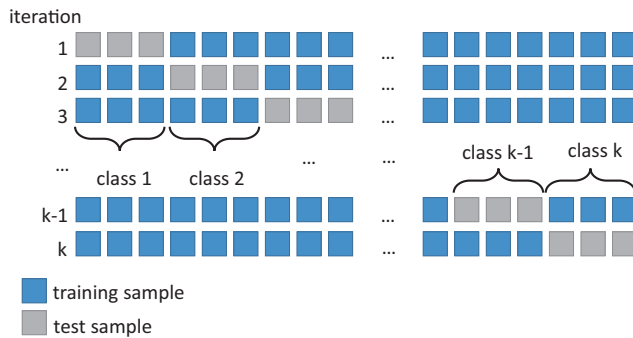 iteration
1 ...
2 ...
3 ...
class k-1 class k
... class 1 class 2 ... ...
k-1 ...
k ...
training sample
test sample